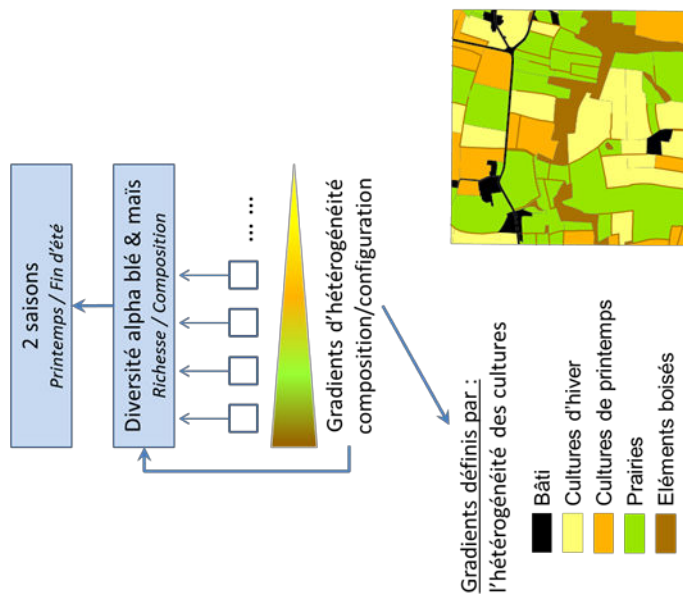 2 saisons
Printemps / Fin d'été
Diversité alpha blé & maïs
Richesse / Composition
... ...
Gradients d'hétérogénéité
composition/configuration
Gradients définis par :
l'hétérogénéité des cultures
Bâti
Cultures d'hiver
Cultures de printemps
Prairies
Eléments boisés